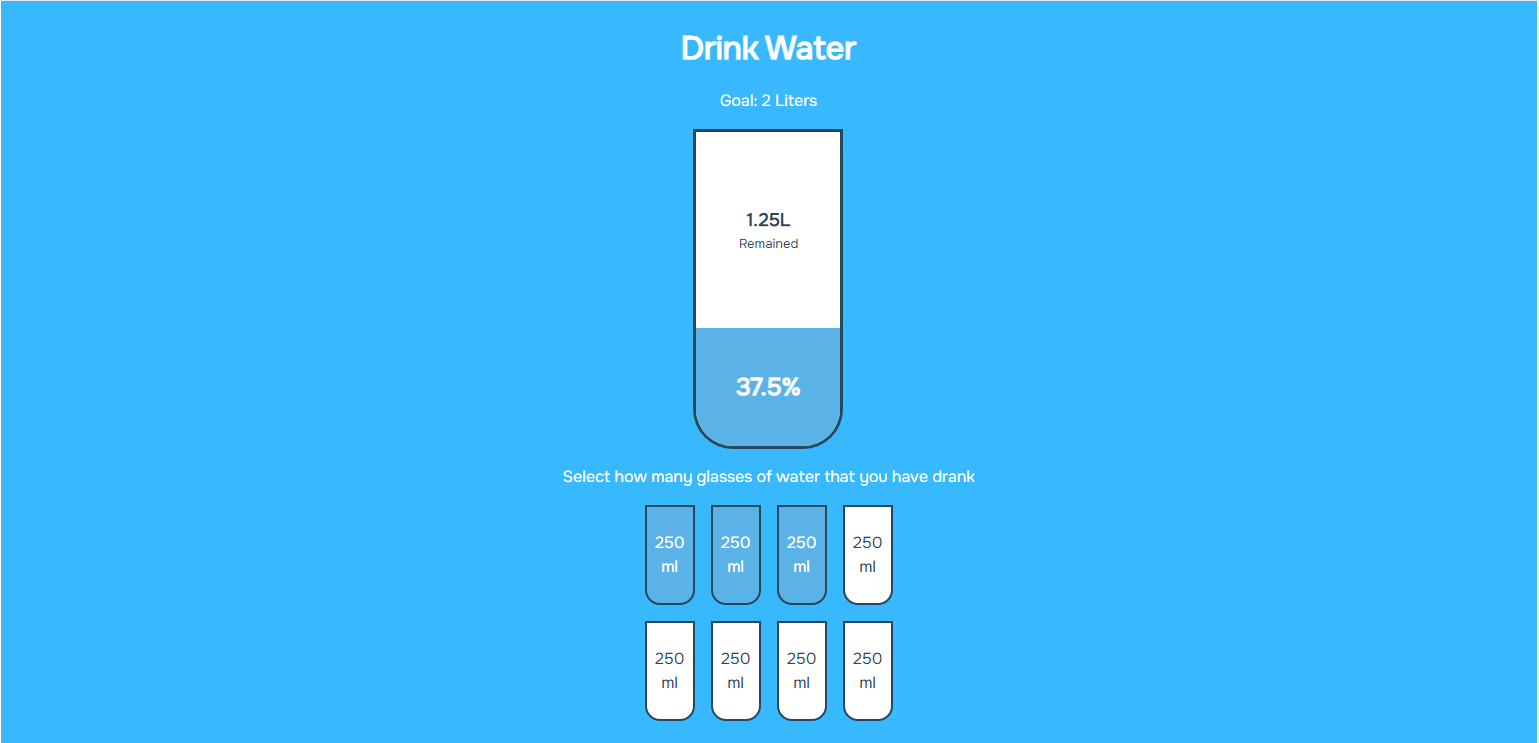 Drink Water
Goal: 2 Liters
1.25L
Remained
37.5%
Select how many glasses of water that you have drank
250 250 250 250
ml ml ml ml
250 250 250 250
ml ml ml ml